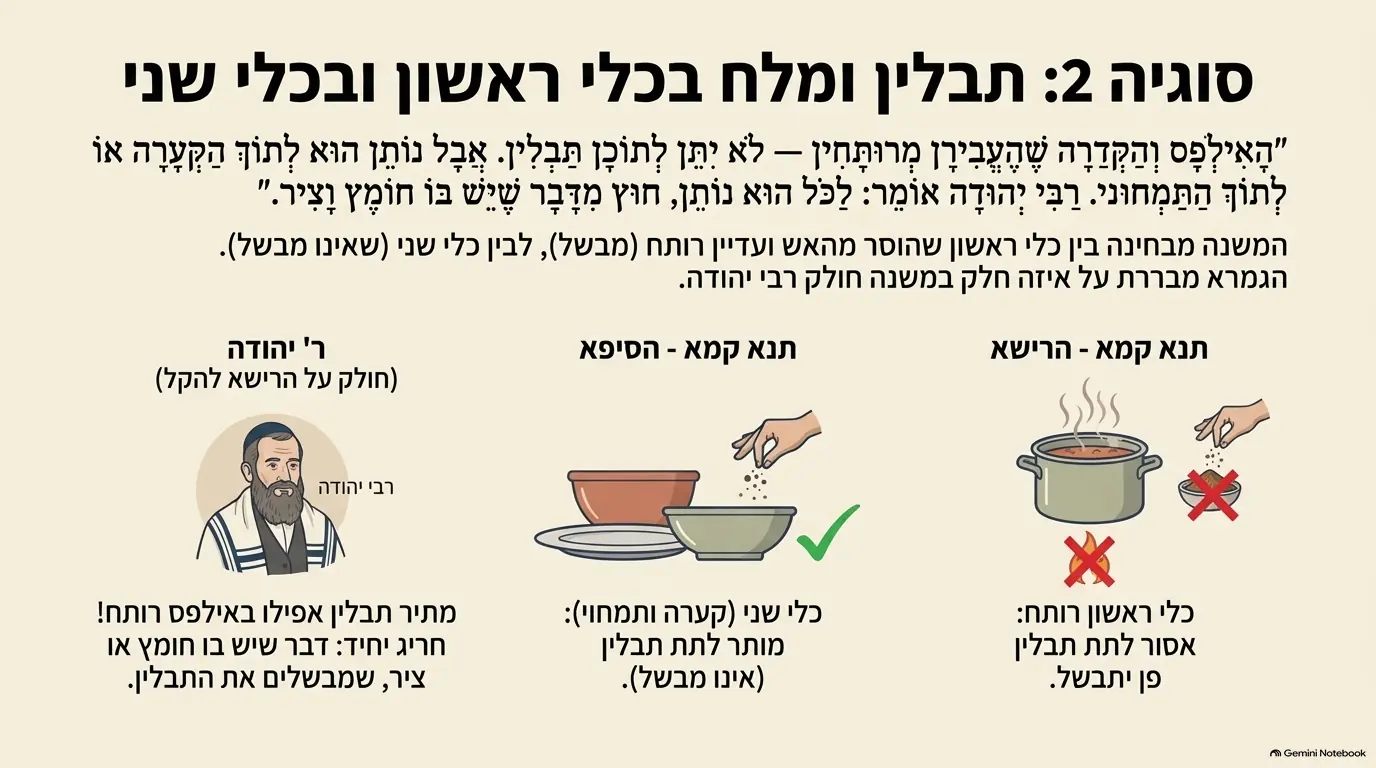 סוגיה 2: תבלין ומלח בכלי ראשון ובכלי שני
"הָאִילְפָּס וְהַקְּדֵרָה שֶׁהֶעֱבִירָן מְרוּתָּחִין — לֹא יִתֵּן לְתוֹכָן תַּבְלִין. אֲבָל נוֹתֵן הוּא לְתוֹךְ הַקְּעָרָה אוֹ
לְתוֹךְ הַתַּמְחוּנִי. רַבִּי יְהוּדָה אוֹמֵר: לַכֹּל הוּא נוֹתֵן, חוּץ מִדָּבָר שֶׁיֵּשׁ בּוֹ חוֹמֶץ וָצִיר."
המשנה מבחינה בין כלי ראשון שהוסר מהאש ועדיין רותח (מבשל), לבין כלי שני (שאינו מבשל).
הגמרא מבררת על איזה חלק במשנה חולק רבי יהודה.
תנא קמא - הרישא
כלי ראשון רותח:
אסור לתת תבלין
פן יתבשל.
תנא קמא - הסיפא
כלי שני (קערה ותמחוי):
מותר לתת תבלין
(אינו מבשל).
ר' יהודה
(חולק על הרישא להקל)
רבי יהודה
מתיר תבלין אפילו באילפס רותח!
חריג יחיד: דבר שיש בו חומץ או
ציר, שמבשלים את התבלין.
Gemini Notebook